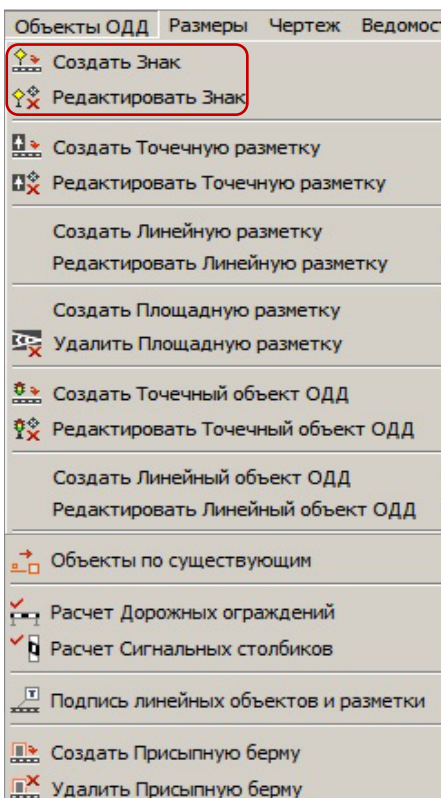 Объекты ОДД Размеры Чертеж Ведомост
Создать Знак
Редактировать Знак
Создать Точечную разметку
Редактировать Точечную разметку
Создать Линейную разметку
Редактировать Линейную разметку
Создать Площадную разметку
Удалить Площадную разметку
Создать Точечный объект ОДД
Редактировать Точечный объект ОДД
Создать Линейный объект ОДД
Редактировать Линейный объект ОДД
Объекты по существующим
Расчет Дорожных ограждений
Расчет Сигнальных столбиков
Подпись линейных объектов и разметки
Создать Присыпную берму
Удалить Присыпную берму